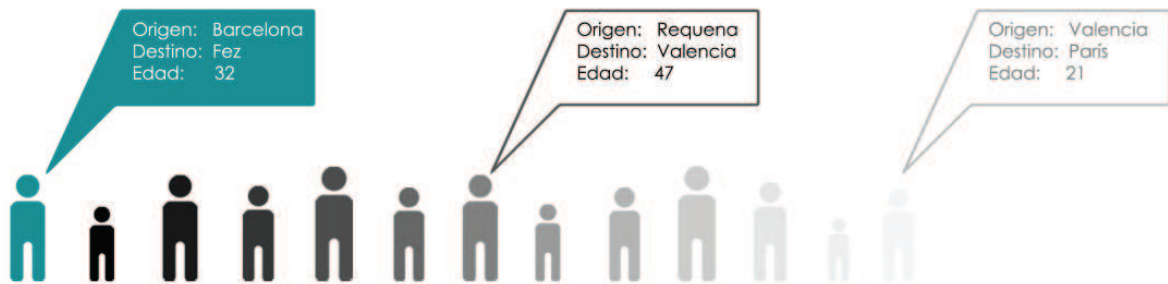 Origen: Barcelona
Destino: Fez
Edad: 32
Origen: Requena
Destino: Valencia
Edad: 47
Origen: Valencia
Destino: París
Edad: 21